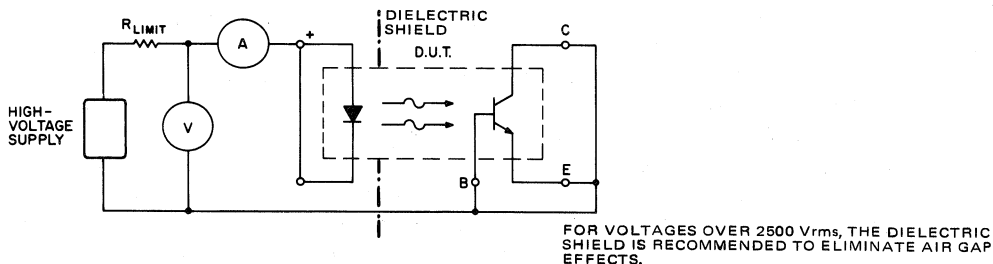 DIELECTRIC
SHIELD
R LIMIT
A
+
D.U.T.
C
HIGH-
VOLTAGE
SUPPLY
V
B
E
FOR VOLTAGES OVER 2500 Vrms, THE DIELECTRIC
SHIELD IS RECOMMENDED TO ELIMINATE AIR GAP
EFFECTS.